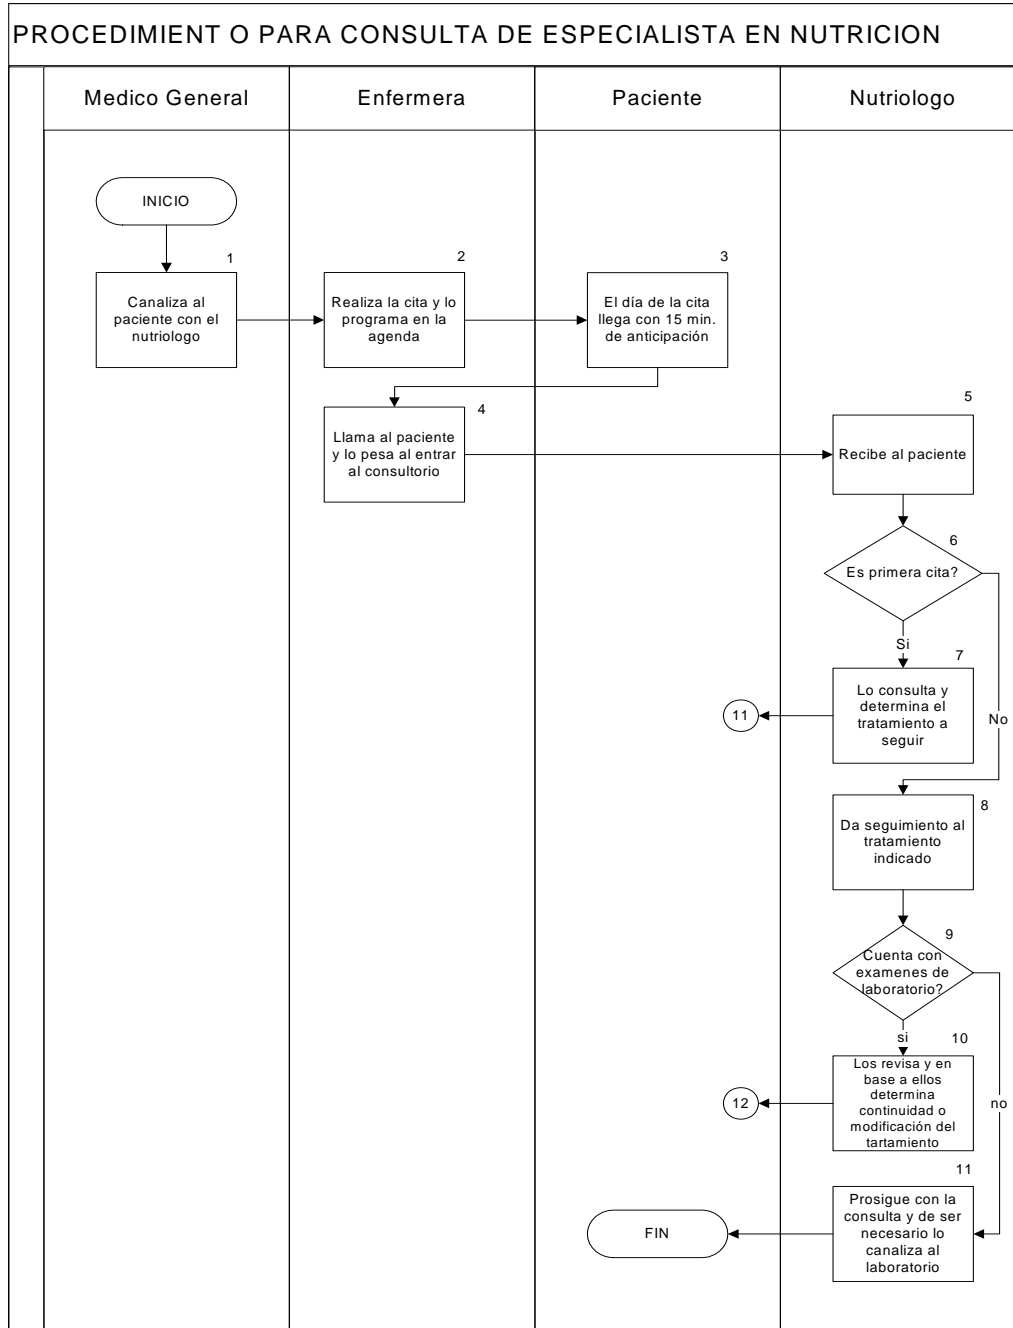 PROCEDIMIENT O PARA CONSULTA DE ESPECIALISTA EN NUTRICION
Medico General
Enfermera
Paciente
Nutriologo
INICIO
1
Canaliza al
paciente con el
nutriologo
2
Realiza la cita y lo
programa en la
agenda
3
El día de la cita
llega con 15 min.
de anticipación
4
Llama al paciente
y lo pesa al entrar
al consultorio
5
Recibe al paciente
6
Es primera cita?
Si
No
7
Lo consulta y
determina el
tratamiento a
seguir
11
8
Da seguimiento al
tratamiento
indicado
9
Cuenta con
examenes de
laboratorio?
si
no
10
Los revisa y en
base a ellos
determina
continuidad o
modificación del
tartamiento
12
11
Prosigue con la
consulta y de ser
necesario lo
canaliza al
laboratorio
FIN